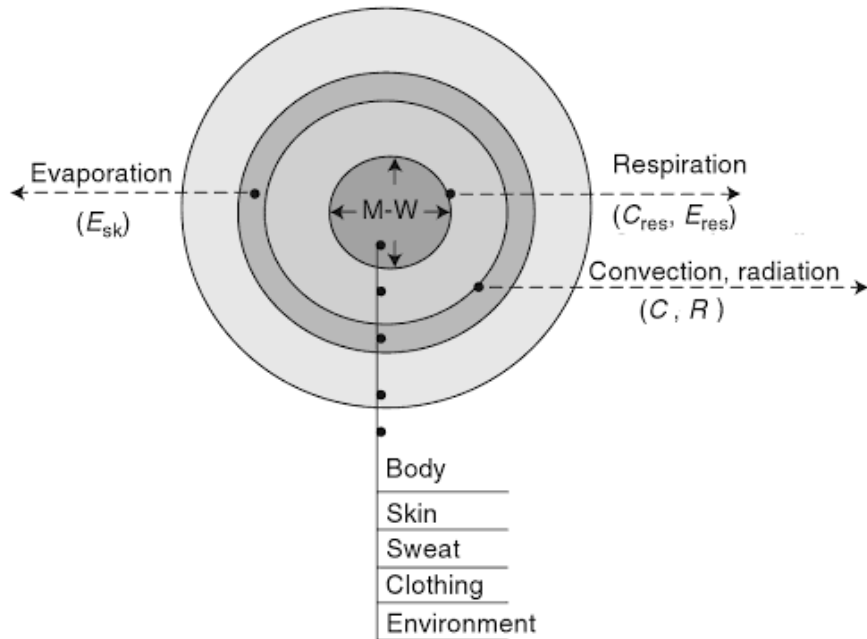 Evaporation
(E_sk)
M-W
Respiration
(C_res, E_res)
Convection, radiation
(C , R )
Body
Skin
Sweat
Clothing
Environment